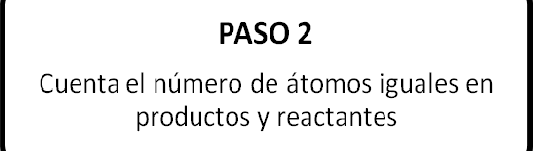 PASO 2
Cuenta el número de átomos iguales en
productos y reactantes